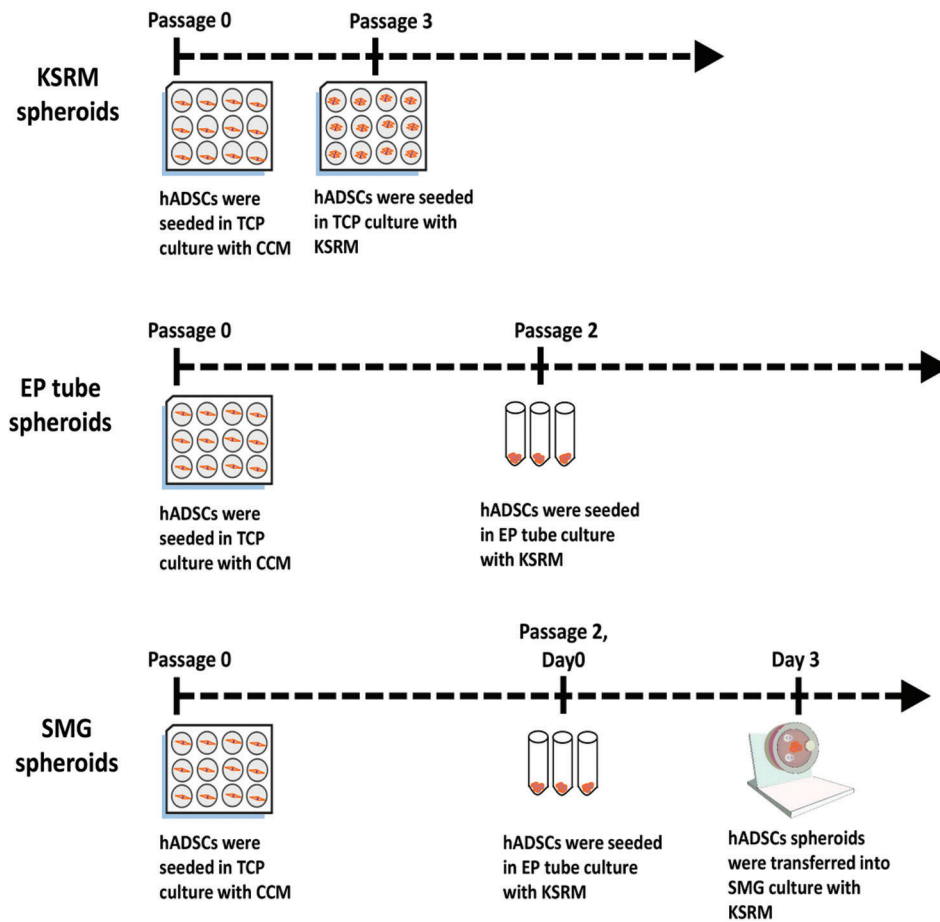 Passage 0
Passage 3
KSRM
spheroids
hADSCs were
seeded in TCP
culture with CCM
hADSCs were seeded
in TCP culture with
KSRM
Passage 0
Passage 2
EP tube
spheroids
hADSCs were
seeded in TCP
culture with CCM
hADSCs were seeded
in EP tube culture
with KSRM
Passage 0
Passage 2,
Day0
Day 3
SMG
spheroids
hADSCs were
seeded in TCP
culture with CCM
hADSCs were seeded
in EP tube culture
with KSRM
hADSCs spheroids
were transferred into
SMG culture with
KSRM